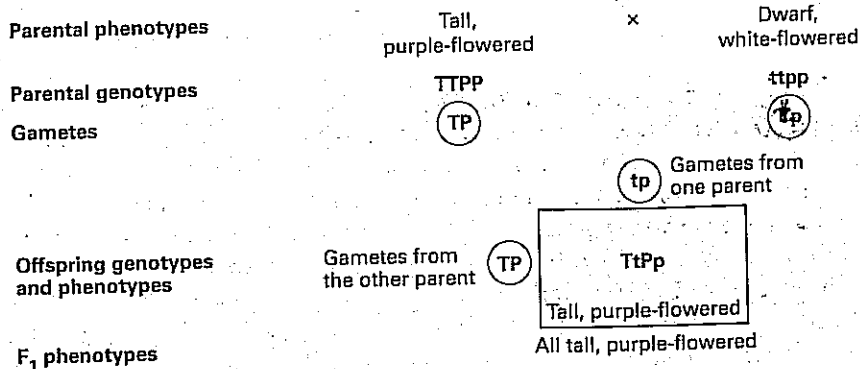 Parental phenotypes
Tall,
purple-flowered
×
Dwarf,
white-flowered
Parental genotypes
TTPP
ttpp
Gametes
TP
tp
tp
Gametes from
one parent
Offspring genotypes
and phenotypes
Gametes from
the other parent
TP
TtPp
Tall, purple-flowered
F₁ phenotypes
All tall, purple-flowered